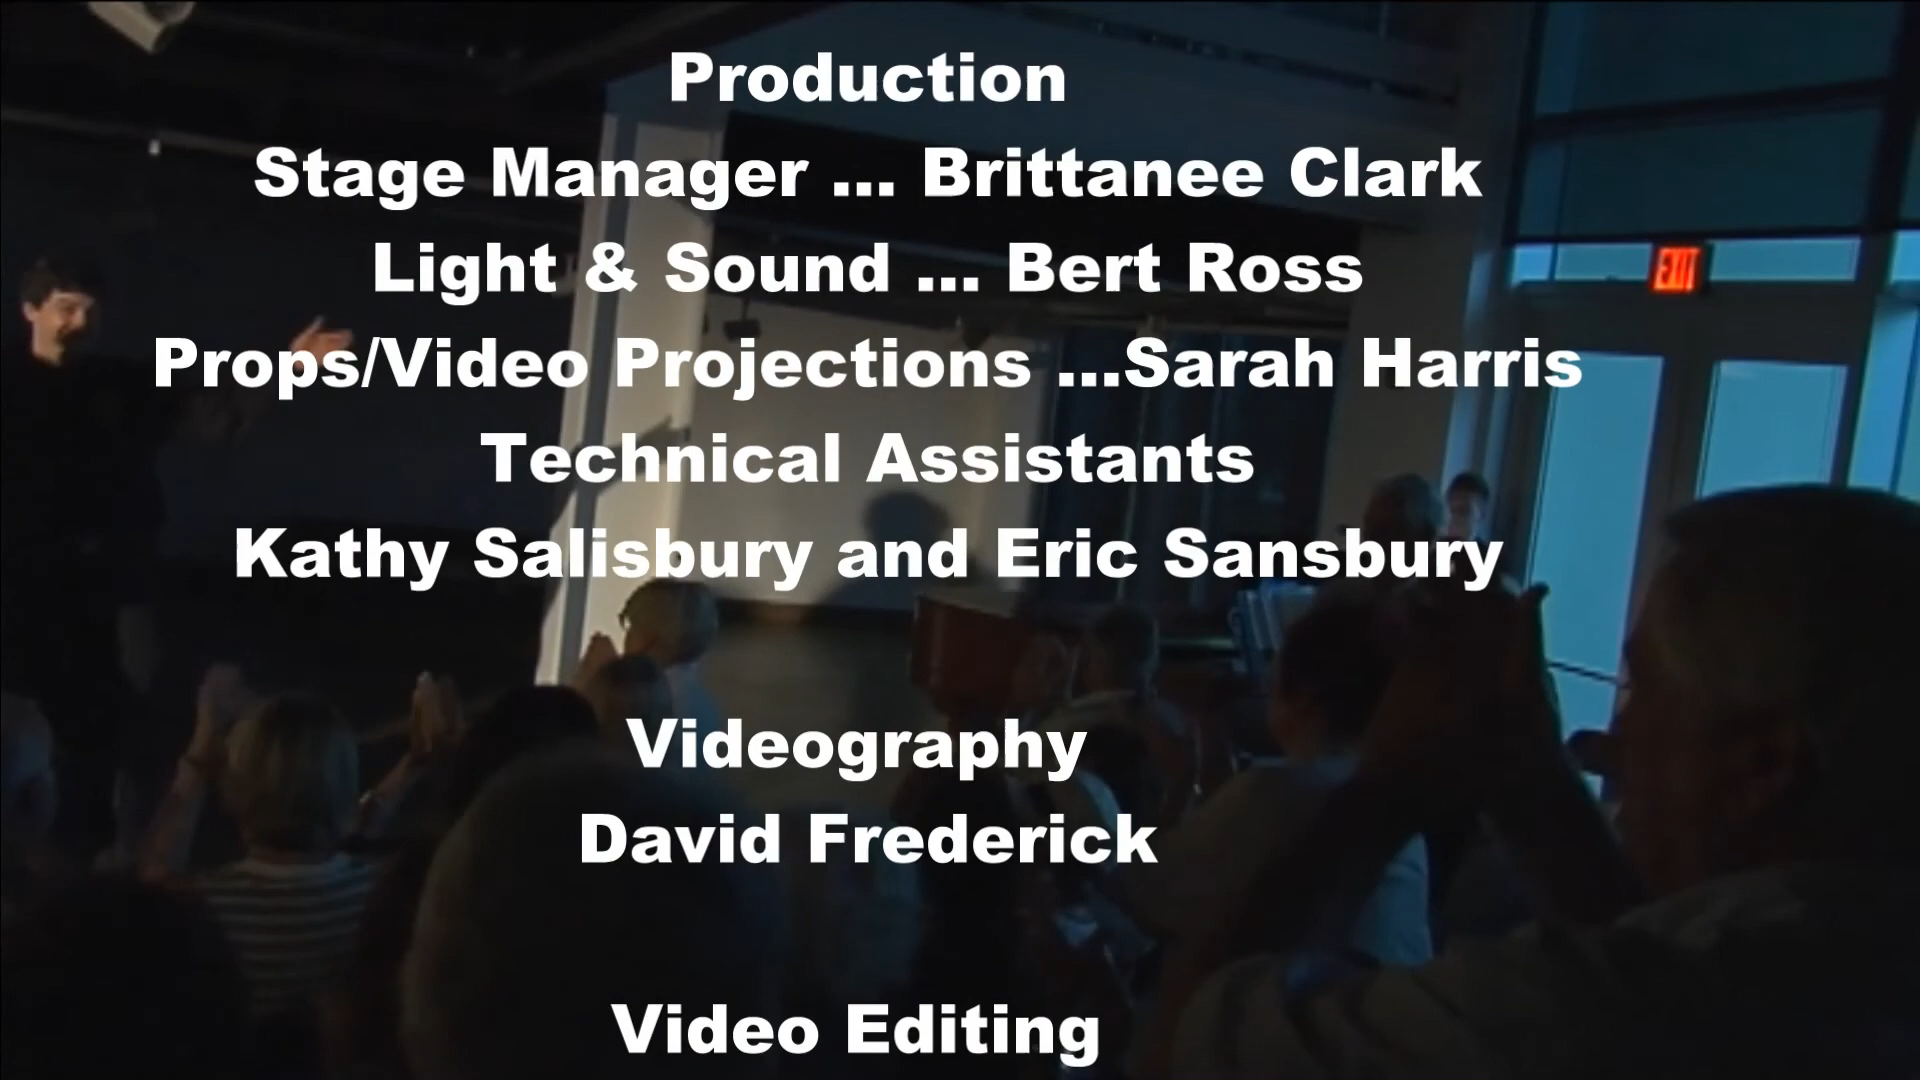 Production
Stage Manager ... Brittanee Clark
Light & Sound ... Bert Ross
EXIT
Props/Video Projections ...Sarah Harris
Technical Assistants
Kathy Salisbury and Eric Sansbury
Videography
David Frederick
Video Editing